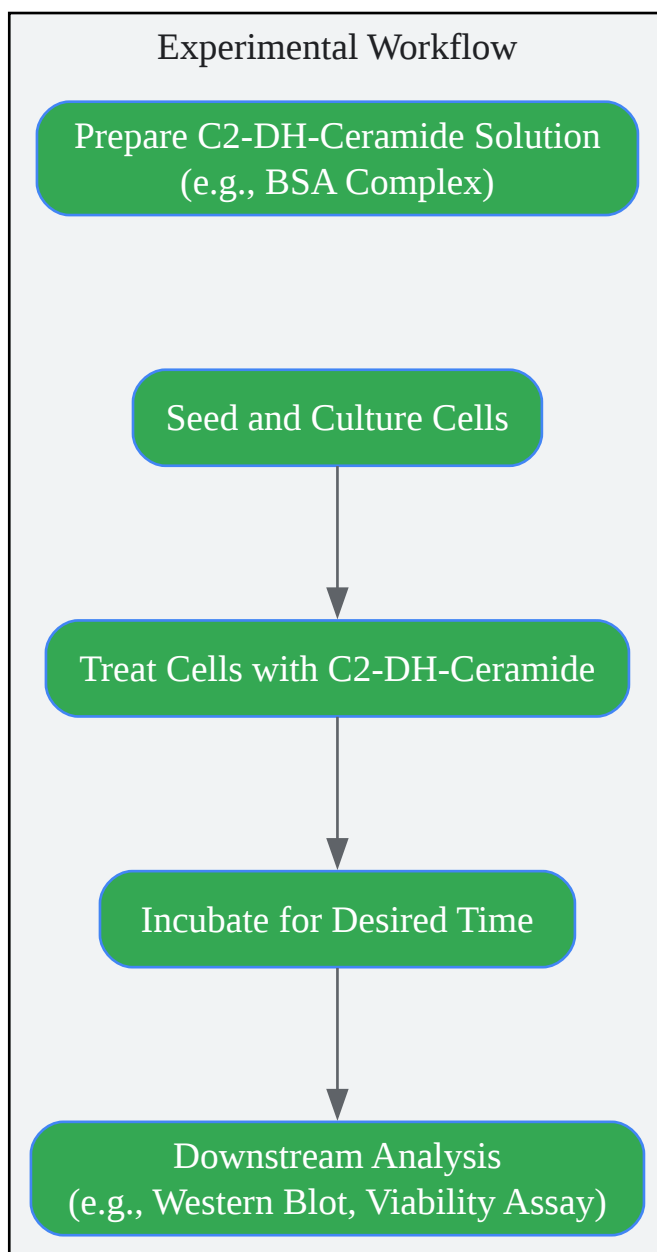 Experimental Workflow
Prepare C2-DH-Ceramide Solution
(e.g., BSA Complex)
Seed and Culture Cells
Treat Cells with C2-DH-Ceramide
Incubate for Desired Time
Downstream Analysis
(e.g., Western Blot, Viability Assay)